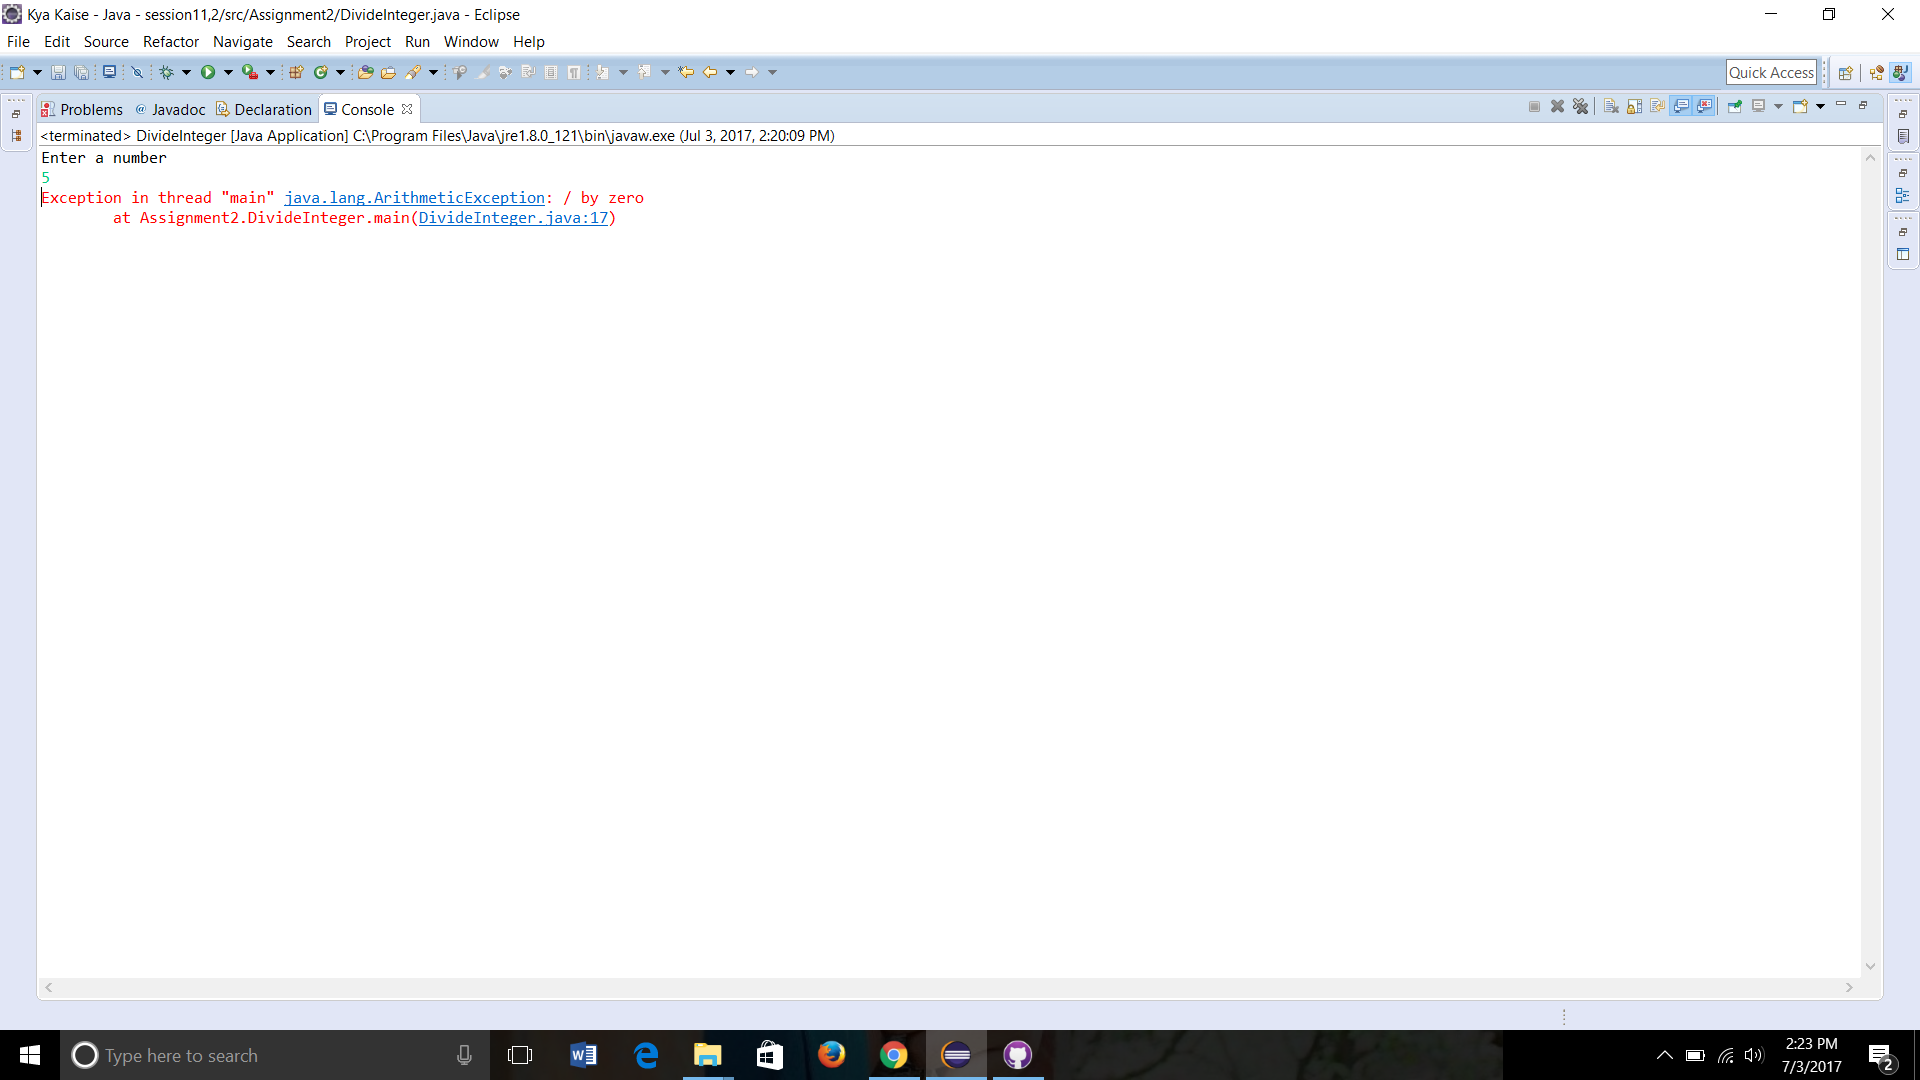 Kya Kaise - Java - session11,2/src/Assignment2/DivideInteger.java - Eclipse
File Edit Source Refactor Navigate Search Project Run Window Help
Quick Access
Problems @ Javadoc Declaration Console
<terminated> DivideInteger [Java Application] C:\Program Files\Java\jre1.8.0_121\bin\javaw.exe (Jul 3, 2017, 2:20:09 PM)
Enter a number
5
Exception in thread "main" java.lang.ArithmeticException: / by zero
at Assignment2.DivideInteger.main(DivideInteger.java:17)
Type here to search
2:23 PM
7/3/2017
2